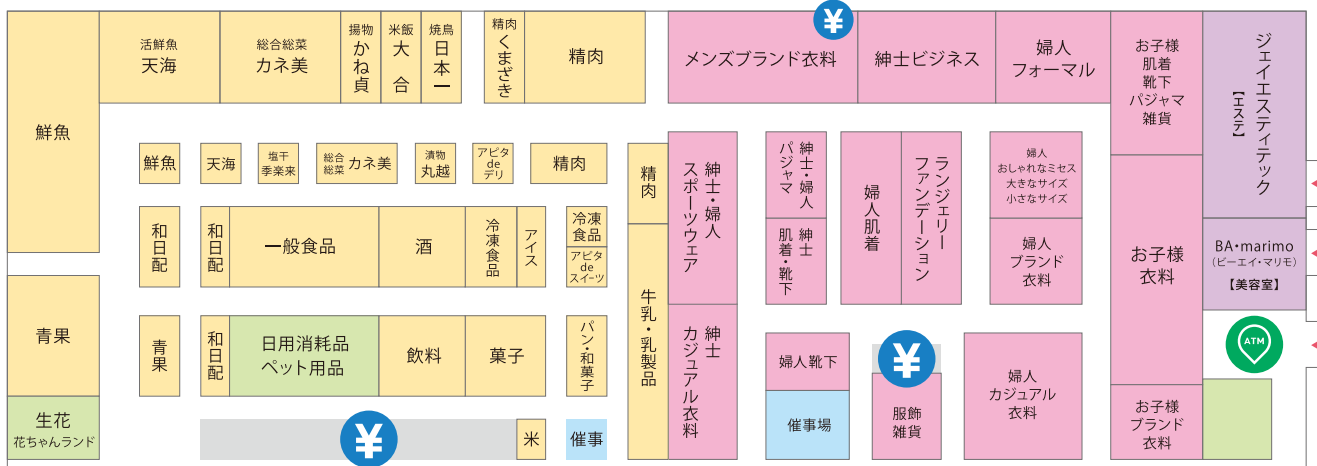 活鮮魚
天海
総合総菜
カネ美
揚物
かね貞
米飯
大合
焼鳥
日本一
精肉
くまざき
精肉
¥
メンズブランド衣料
紳士ビジネス
婦人
フォーマル
お子様
肌着
靴下
パジャマ
雑貨
ジェイエスティテック
【エステ】
鮮魚
鮮魚
天海
塩干
季楽来
総合
総菜
カネ美
漬物
丸越
アピタ
de
デリ
精肉
精肉
紳士・婦人
スポーツウェア
紳士・婦人
パジャマ
婦人肌着
ランジェリー
ファンデーション
婦人
おしゃれなミセス
大きなサイズ
小さなサイズ
和日配
和日配
一般食品
酒
冷凍食品
アイス
冷凍
食品
アピタ
de
スイーツ
紳士
肌着・靴下
婦人
ブランド
衣料
お子様
衣料
BA・marimo
(ビーエイ・マリモ)
【美容室】
青果
青果
和日配
日用消耗品
ペット用品
飲料
菓子
パン・和菓子
牛乳・乳製品
紳士
カジュアル衣料
婦人靴下
¥
婦人
カジュアル
衣料
ATM
生花
花ちゃんランド
¥
米
催事
催事場
服飾
雑貨
お子様
ブランド
衣料